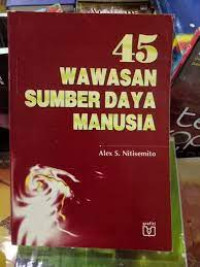 45
WAWASAN
SUMBER DAYA
MANUSIA
Alex S. Nitisemito